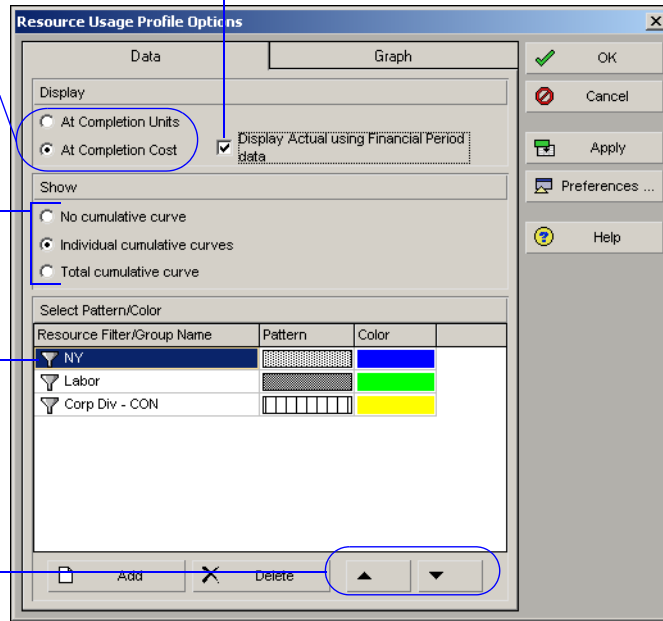 Resource Usage Profile Options
Data
Graph
Display
At Completion Units
At Completion Cost
Display Actual using Financial Period
data
Show
No cumulative curve
Individual cumulative curves
Total cumulative curve
Select Pattern/Color
Resource Filter/Group Name Pattern Color
NY
Labor
Corp Div - CON
Add
Delete
OK
Cancel
Apply
Preferences ...
Help